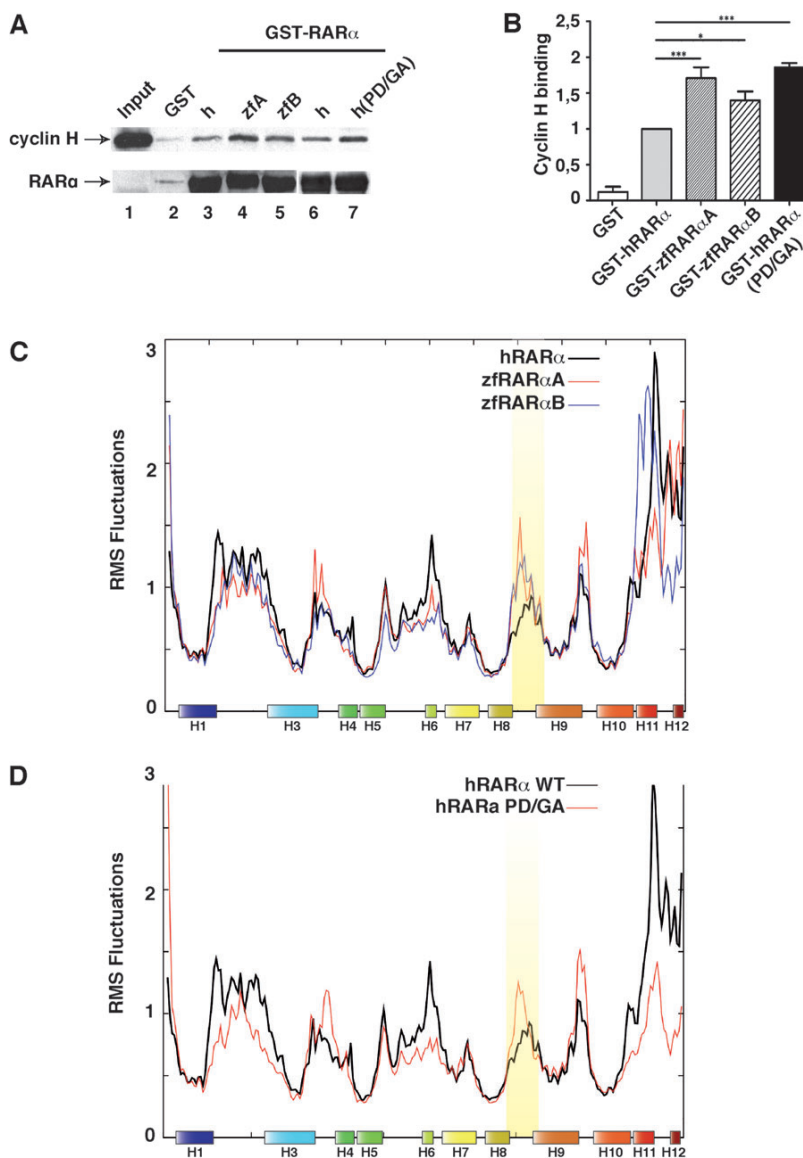 A
GST-RARα
Input
GST
h
zfA
zfB
h
h(PD/GA)
cyclin H
RARα
1 2 3 4 5 6 7
B
***
*
***
Cyclin H binding
2
1,5
1
0,5
GST
GST-hRARα
GST-zfRARαA
GST-zfRARαB
GST-hRARα
(PD/GA)
C
hRARα
zfRARαA
zfRARαB
RMS Fluctuations
3
2
1
0
H1 H3 H4 H5 H6 H7 H8 H9 H10 H11 H12
D
hRARα WT
hRARa PD/GA
RMS Fluctuations
3
2
1
0
H1 H3 H4 H5 H6 H7 H8 H9 H10 H11 H12